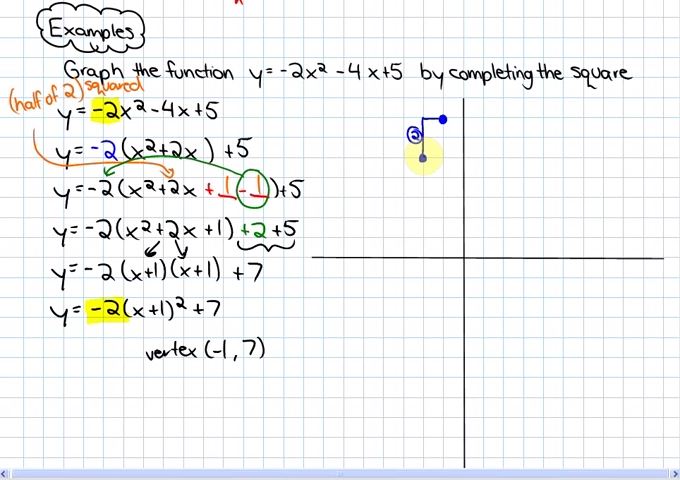 Examples
Graph the function y = -2x² - 4x + 5 by completing the square
(half of 2) squared
y = -2x² - 4x + 5
y = -2(x² + 2x ) + 5
y = -2(x² + 2x + 1 - 1) + 5
y = -2(x² + 2x + 1) + 2 + 5
y = -2(x+1)(x+1) + 7
y = -2(x+1)² + 7
vertex (-1, 7)
2